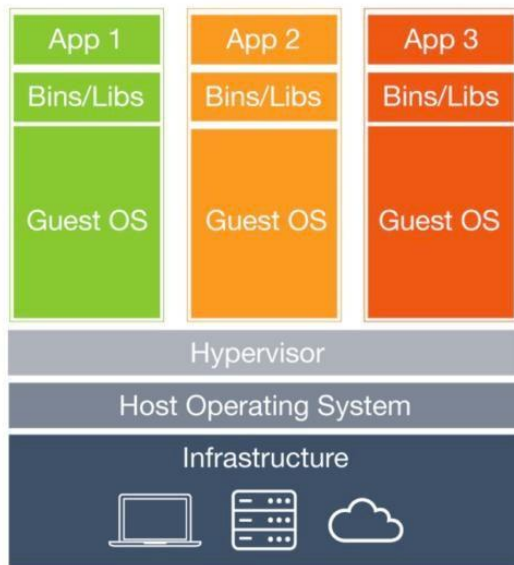 App 1
App 2
App 3
Bins/Libs
Bins/Libs
Bins/Libs
Guest OS
Guest OS
Guest OS
Hypervisor
Host Operating System
Infrastructure